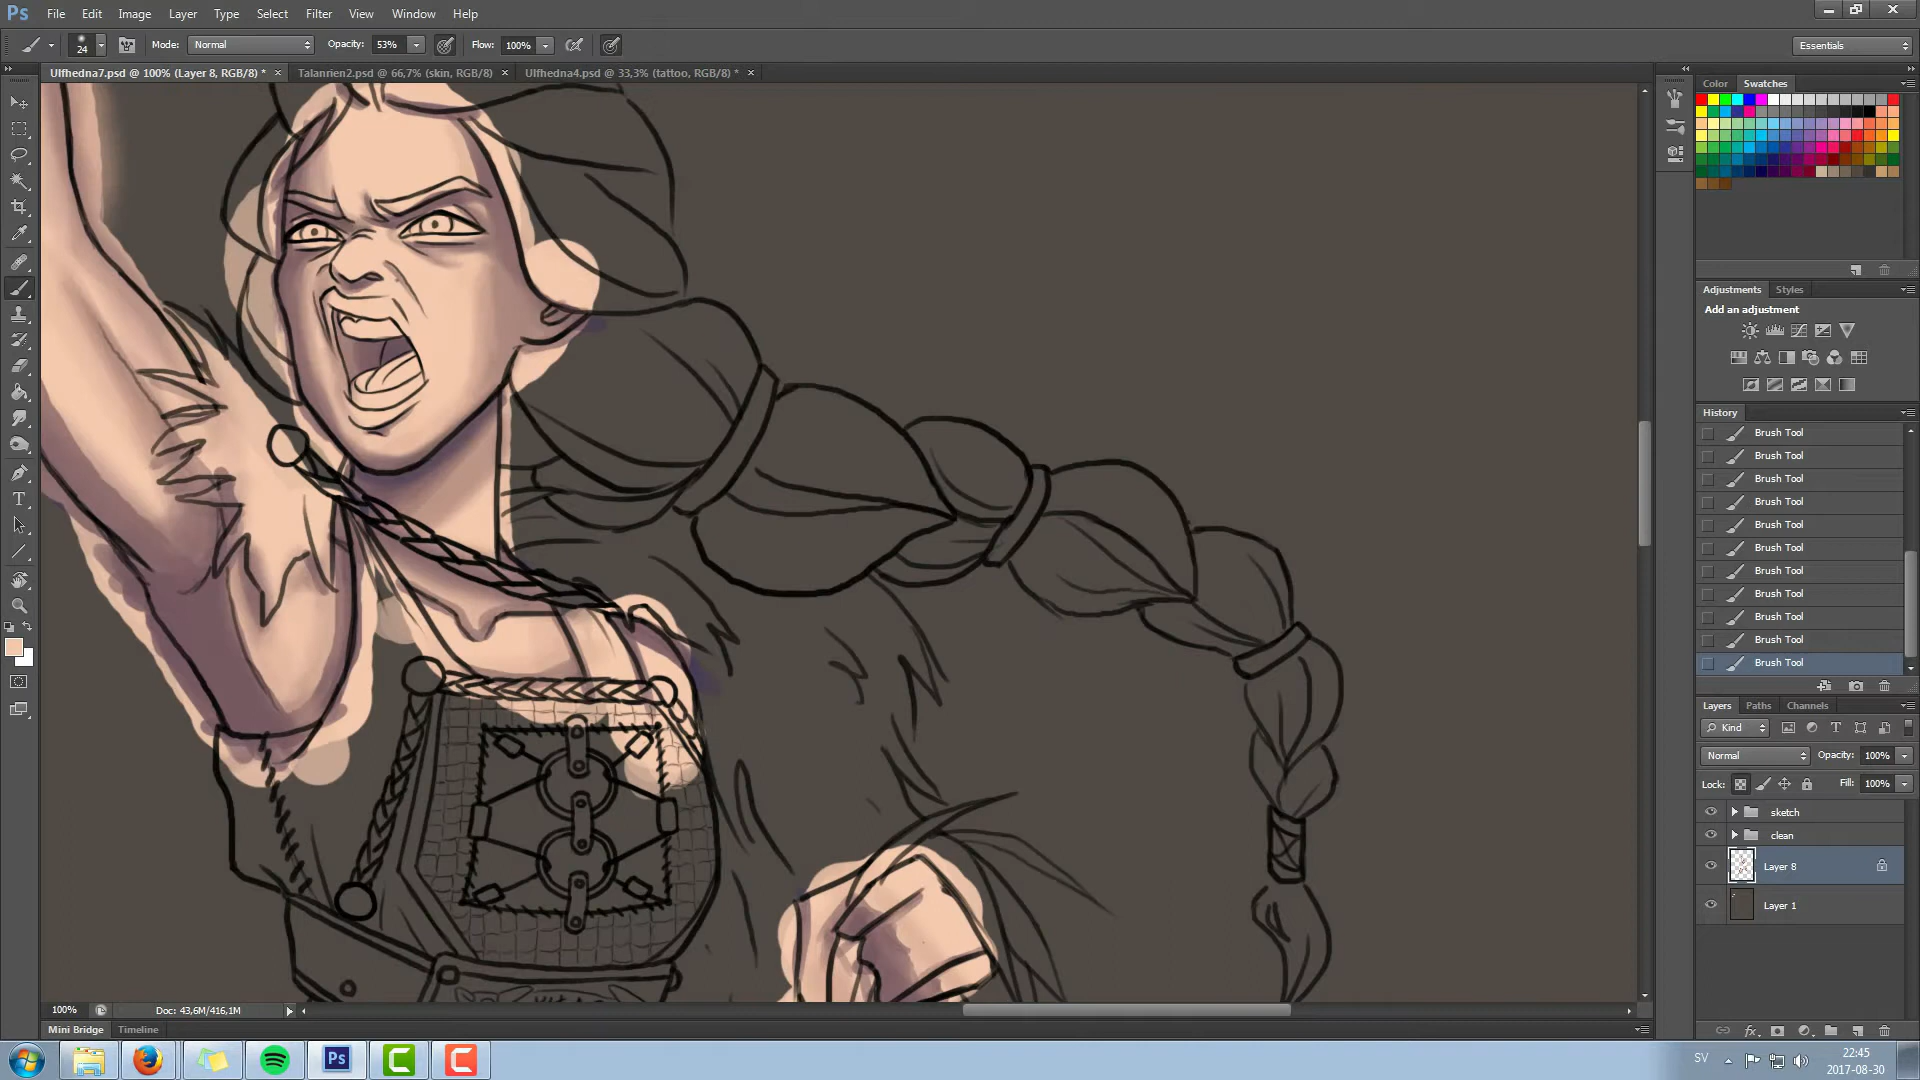 Ps File Edit Image Layer Type Select Filter Analysis View Window Help
24 Mode: Normal Opacity: 53% Flow: 100% Essentials
Ulfhedna7.psd @ 100% (Layer 8, RGB/8) * × Talanrien2.psd @ 66,7% (skin, RGB/8) × Ulfhedna4.psd @ 33,3% (tattoo, RGB/8) * ×
Color Swatches
Adjustments Styles
Add an adjustment
History
Brush Tool
Brush Tool
Brush Tool
Brush Tool
Brush Tool
Brush Tool
Brush Tool
Brush Tool
Brush Tool
Brush Tool
Brush Tool
Layers Paths Channels
Kind
Normal Opacity: 100%
Lock: Fill: 100%
sketch
clean
Layer 8
Layer 1
100% Doc: 43,6M/416,1M
Mini Bridge Timeline
Ps SV 22:45
2017-08-30